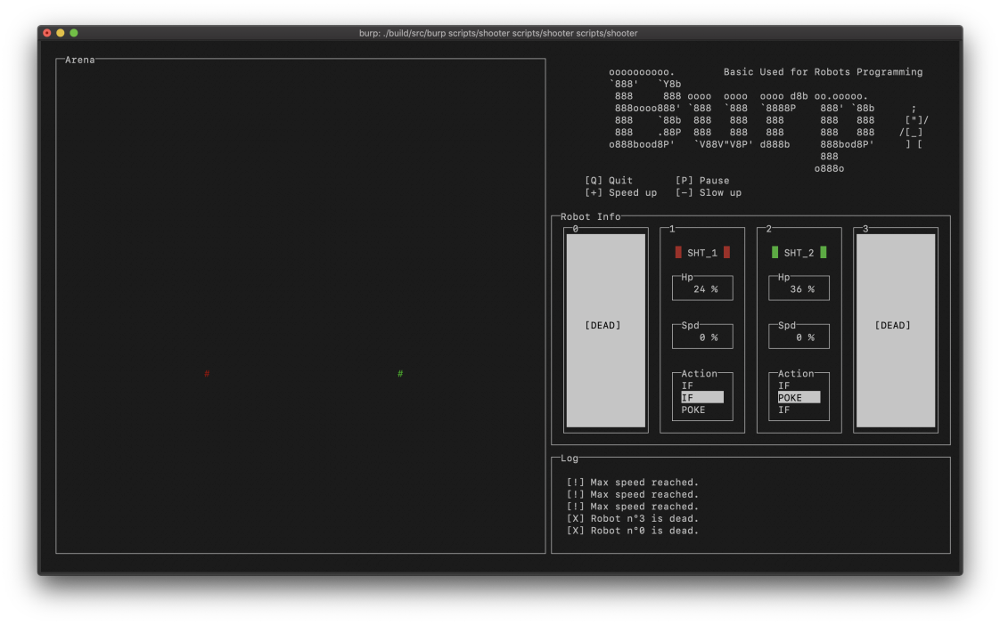 burp: ./build/src/burp scripts/shooter scripts/shooter scripts/shooter
Arena
#
#
oooooooooo.        Basic Used for Robots Programming
`888'   `Y8b
 888     888 oooo  oooo  oooo d8b oo.ooooo.
 888oooo888' `888  `888  `8888P    888' `88b      ;
 888    `88b  888   888   888      888   888     ["]/
 888    .88P  888   888   888      888   888    /[_]
o888bood8P'   `V88V"V8P' d888b     888bod8P'     ] [
                                   888
                                  o888o
[Q] Quit       [P] Pause
[+] Speed up   [-] Slow up
Robot Info
0
[DEAD]
1
SHT_1
Hp
24 %
Spd
0 %
Action
IF
IF
POKE
2
SHT_2
Hp
36 %
Spd
0 %
Action
IF
POKE
IF
3
[DEAD]
Log
[!] Max speed reached.
[!] Max speed reached.
[!] Max speed reached.
[X] Robot n°3 is dead.
[X] Robot n°0 is dead.